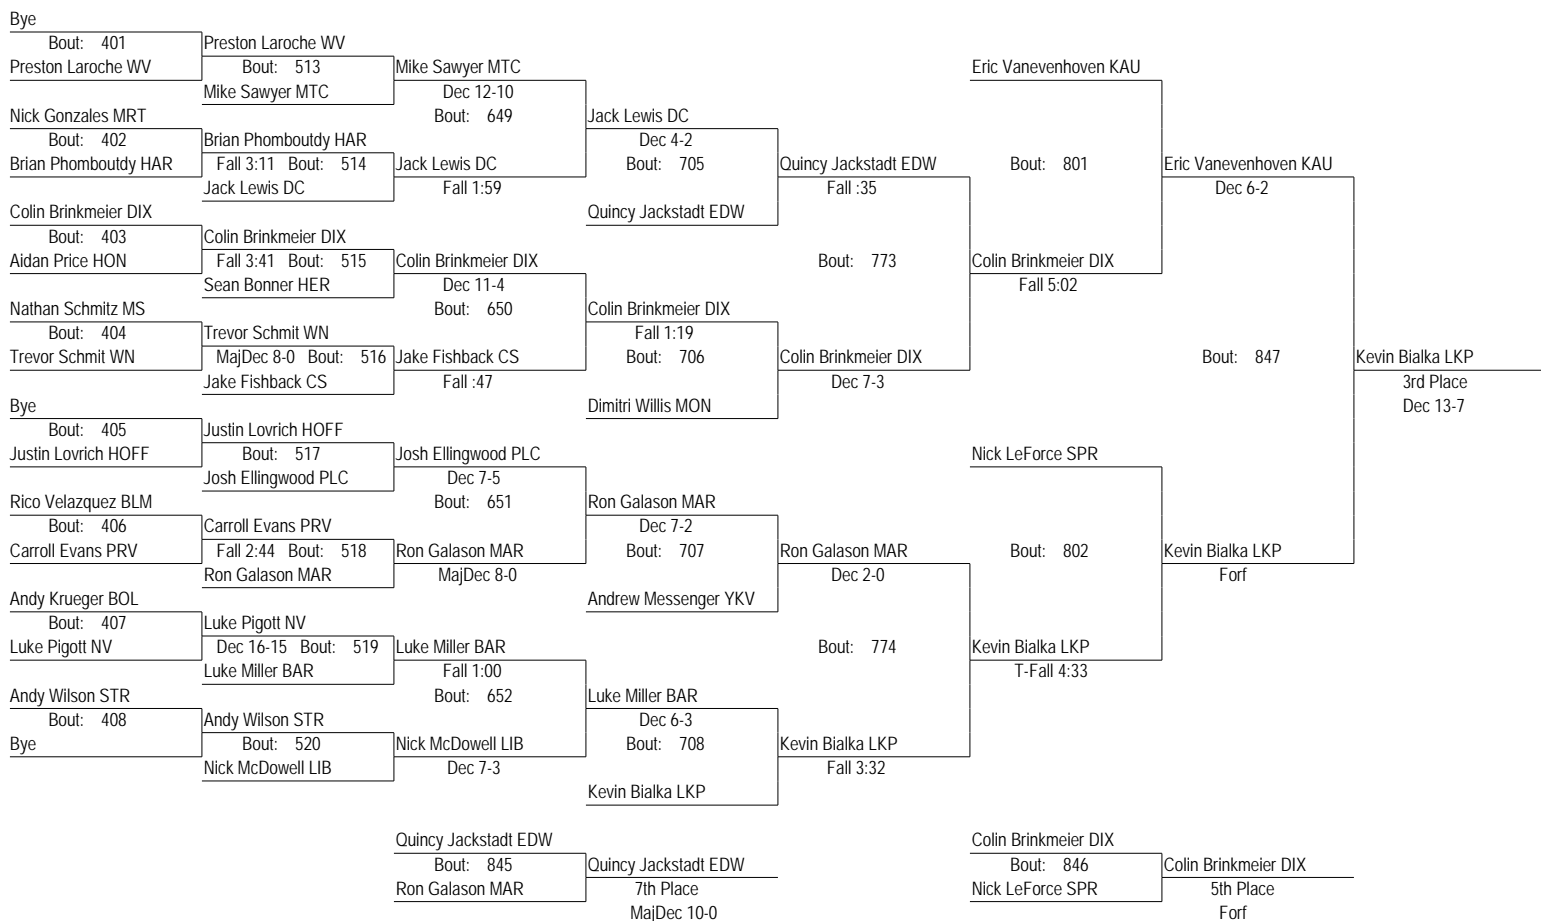 Bye
Bout: 401
Preston Laroche WV
Preston Laroche WV
Bout: 513
Mike Sawyer MTC
Mike Sawyer MTC
Dec 12-10
Bout: 649
Nick Gonzales MRT
Bout: 402
Brian Phomboutdy HAR
Brian Phomboutdy HAR
Fall 3:11 Bout: 514
Jack Lewis DC
Jack Lewis DC
Fall 1:59
Jack Lewis DC
Dec 4-2
Bout: 705
Quincy Jackstadt EDW
Quincy Jackstadt EDW
Fall :35
Bout: 773
Colin Brinkmeier DIX
Bout: 403
Aidan Price HON
Colin Brinkmeier DIX
Fall 3:41 Bout: 515
Sean Bonner HER
Colin Brinkmeier DIX
Dec 11-4
Bout: 650
Nathan Schmitz MS
Bout: 404
Trevor Schmit WN
Trevor Schmit WN
MajDec 8-0 Bout: 516
Jake Fishback CS
Jake Fishback CS
Fall :47
Colin Brinkmeier DIX
Fall 1:19
Bout: 706
Dimitri Willis MON
Colin Brinkmeier DIX
Dec 7-3
Eric Vanevenhoven KAU
Bout: 801
Colin Brinkmeier DIX
Fall 5:02
Eric Vanevenhoven KAU
Dec 6-2
Bout: 847
Bye
Bout: 405
Justin Lovrich HOFF
Justin Lovrich HOFF
Bout: 517
Josh Ellingwood PLC
Josh Ellingwood PLC
Dec 7-5
Bout: 651
Rico Velazquez BLM
Bout: 406
Carroll Evans PRV
Carroll Evans PRV
Fall 2:44 Bout: 518
Ron Galason MAR
Ron Galason MAR
MajDec 8-0
Ron Galason MAR
Dec 7-2
Bout: 707
Andrew Messenger YKV
Ron Galason MAR
Dec 2-0
Bout: 774
Andy Krueger BOL
Bout: 407
Luke Pigott NV
Luke Pigott NV
Dec 16-15 Bout: 519
Luke Miller BAR
Luke Miller BAR
Fall 1:00
Bout: 652
Andy Wilson STR
Bout: 408
Bye
Andy Wilson STR
Bout: 520
Nick McDowell LIB
Nick McDowell LIB
Dec 7-3
Luke Miller BAR
Dec 6-3
Bout: 708
Kevin Bialka LKP
Kevin Bialka LKP
Fall 3:32
Nick LeForce SPR
Bout: 802
Kevin Bialka LKP
T-Fall 4:33
Kevin Bialka LKP
Forf
Kevin Bialka LKP
3rd Place
Dec 13-7
Quincy Jackstadt EDW
Bout: 845
Ron Galason MAR
Quincy Jackstadt EDW
7th Place
MajDec 10-0
Colin Brinkmeier DIX
Bout: 846
Nick LeForce SPR
Colin Brinkmeier DIX
5th Place
Forf